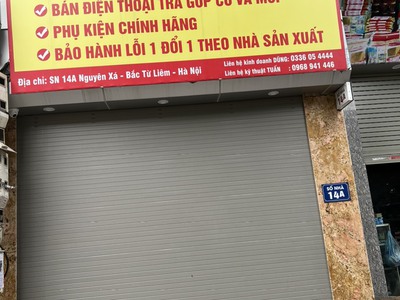 BÁN ĐIỆN THOẠI TRẢ GÓP CŨ VÀ MỚI
PHỤ KIỆN CHÍNH HÃNG
BẢO HÀNH LỖI 1 ĐỔI 1 THEO NHÀ SẢN XUẤT
Địa chỉ: SN 14A Nguyên Xá - Bắc Từ Liêm - Hà Nội
Liên hệ kinh doanh DŨNG: 0336 05 4444
Liên hệ kỹ thuật TUẤN : 0968 941 446
SỐ NHÀ
14A